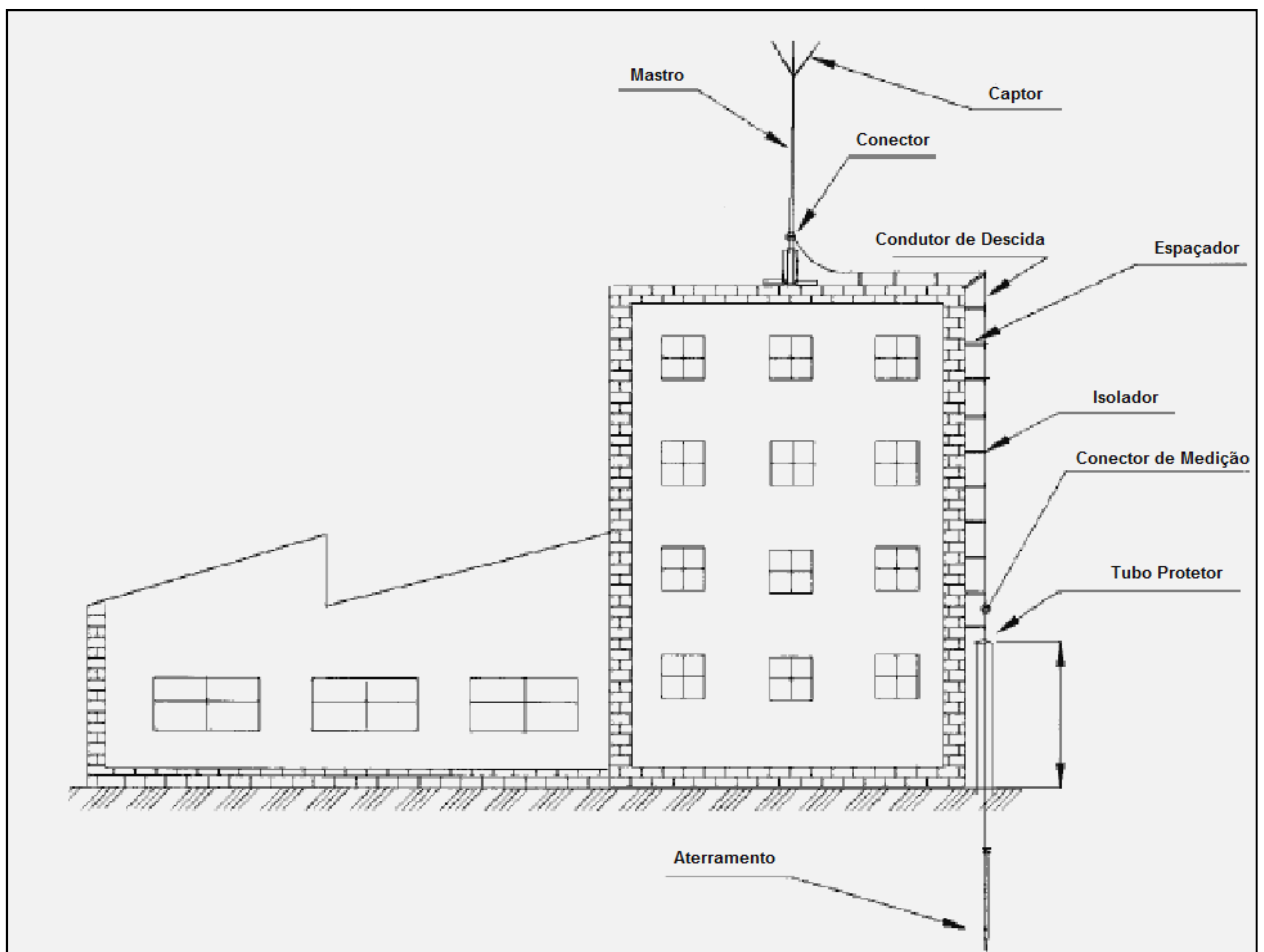 Mastro
Captor
Conector
Condutor de Descida
Espaçador
Isolador
Conector de Medição
Tubo Protetor
Aterramento